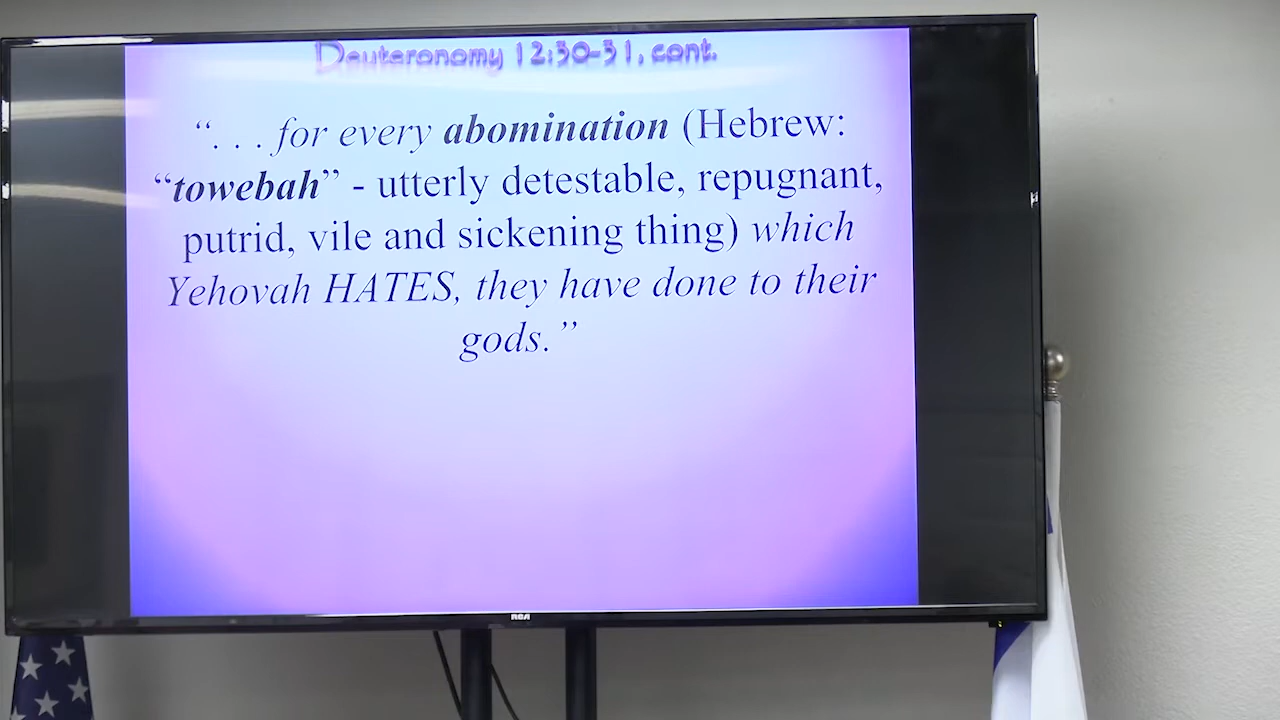 Deuteronomy 12:30-31, cont.
“. . . for every abomination (Hebrew:
“towebah” - utterly detestable, repugnant,
putrid, vile and sickening thing) which
Yehovah HATES, they have done to their
gods.”
RCA